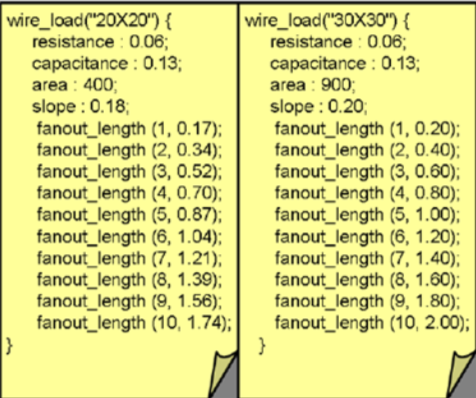 wire_load("20X20") {
resistance : 0.06;
capacitance : 0.13;
area : 400;
slope : 0.18;
fanout_length (1, 0.17);
fanout_length (2, 0.34);
fanout_length (3, 0.52);
fanout_length (4, 0.70);
fanout_length (5, 0.87);
fanout_length (6, 1.04);
fanout_length (7, 1.21);
fanout_length (8, 1.39);
fanout_length (9, 1.56);
fanout_length (10, 1.74);
}
wire_load("30X30") {
resistance : 0.06;
capacitance : 0.13;
area : 900;
slope : 0.20;
fanout_length (1, 0.20);
fanout_length (2, 0.40);
fanout_length (3, 0.60);
fanout_length (4, 0.80);
fanout_length (5, 1.00);
fanout_length (6, 1.20);
fanout_length (7, 1.40);
fanout_length (8, 1.60);
fanout_length (9, 1.80);
fanout_length (10, 2.00);
}